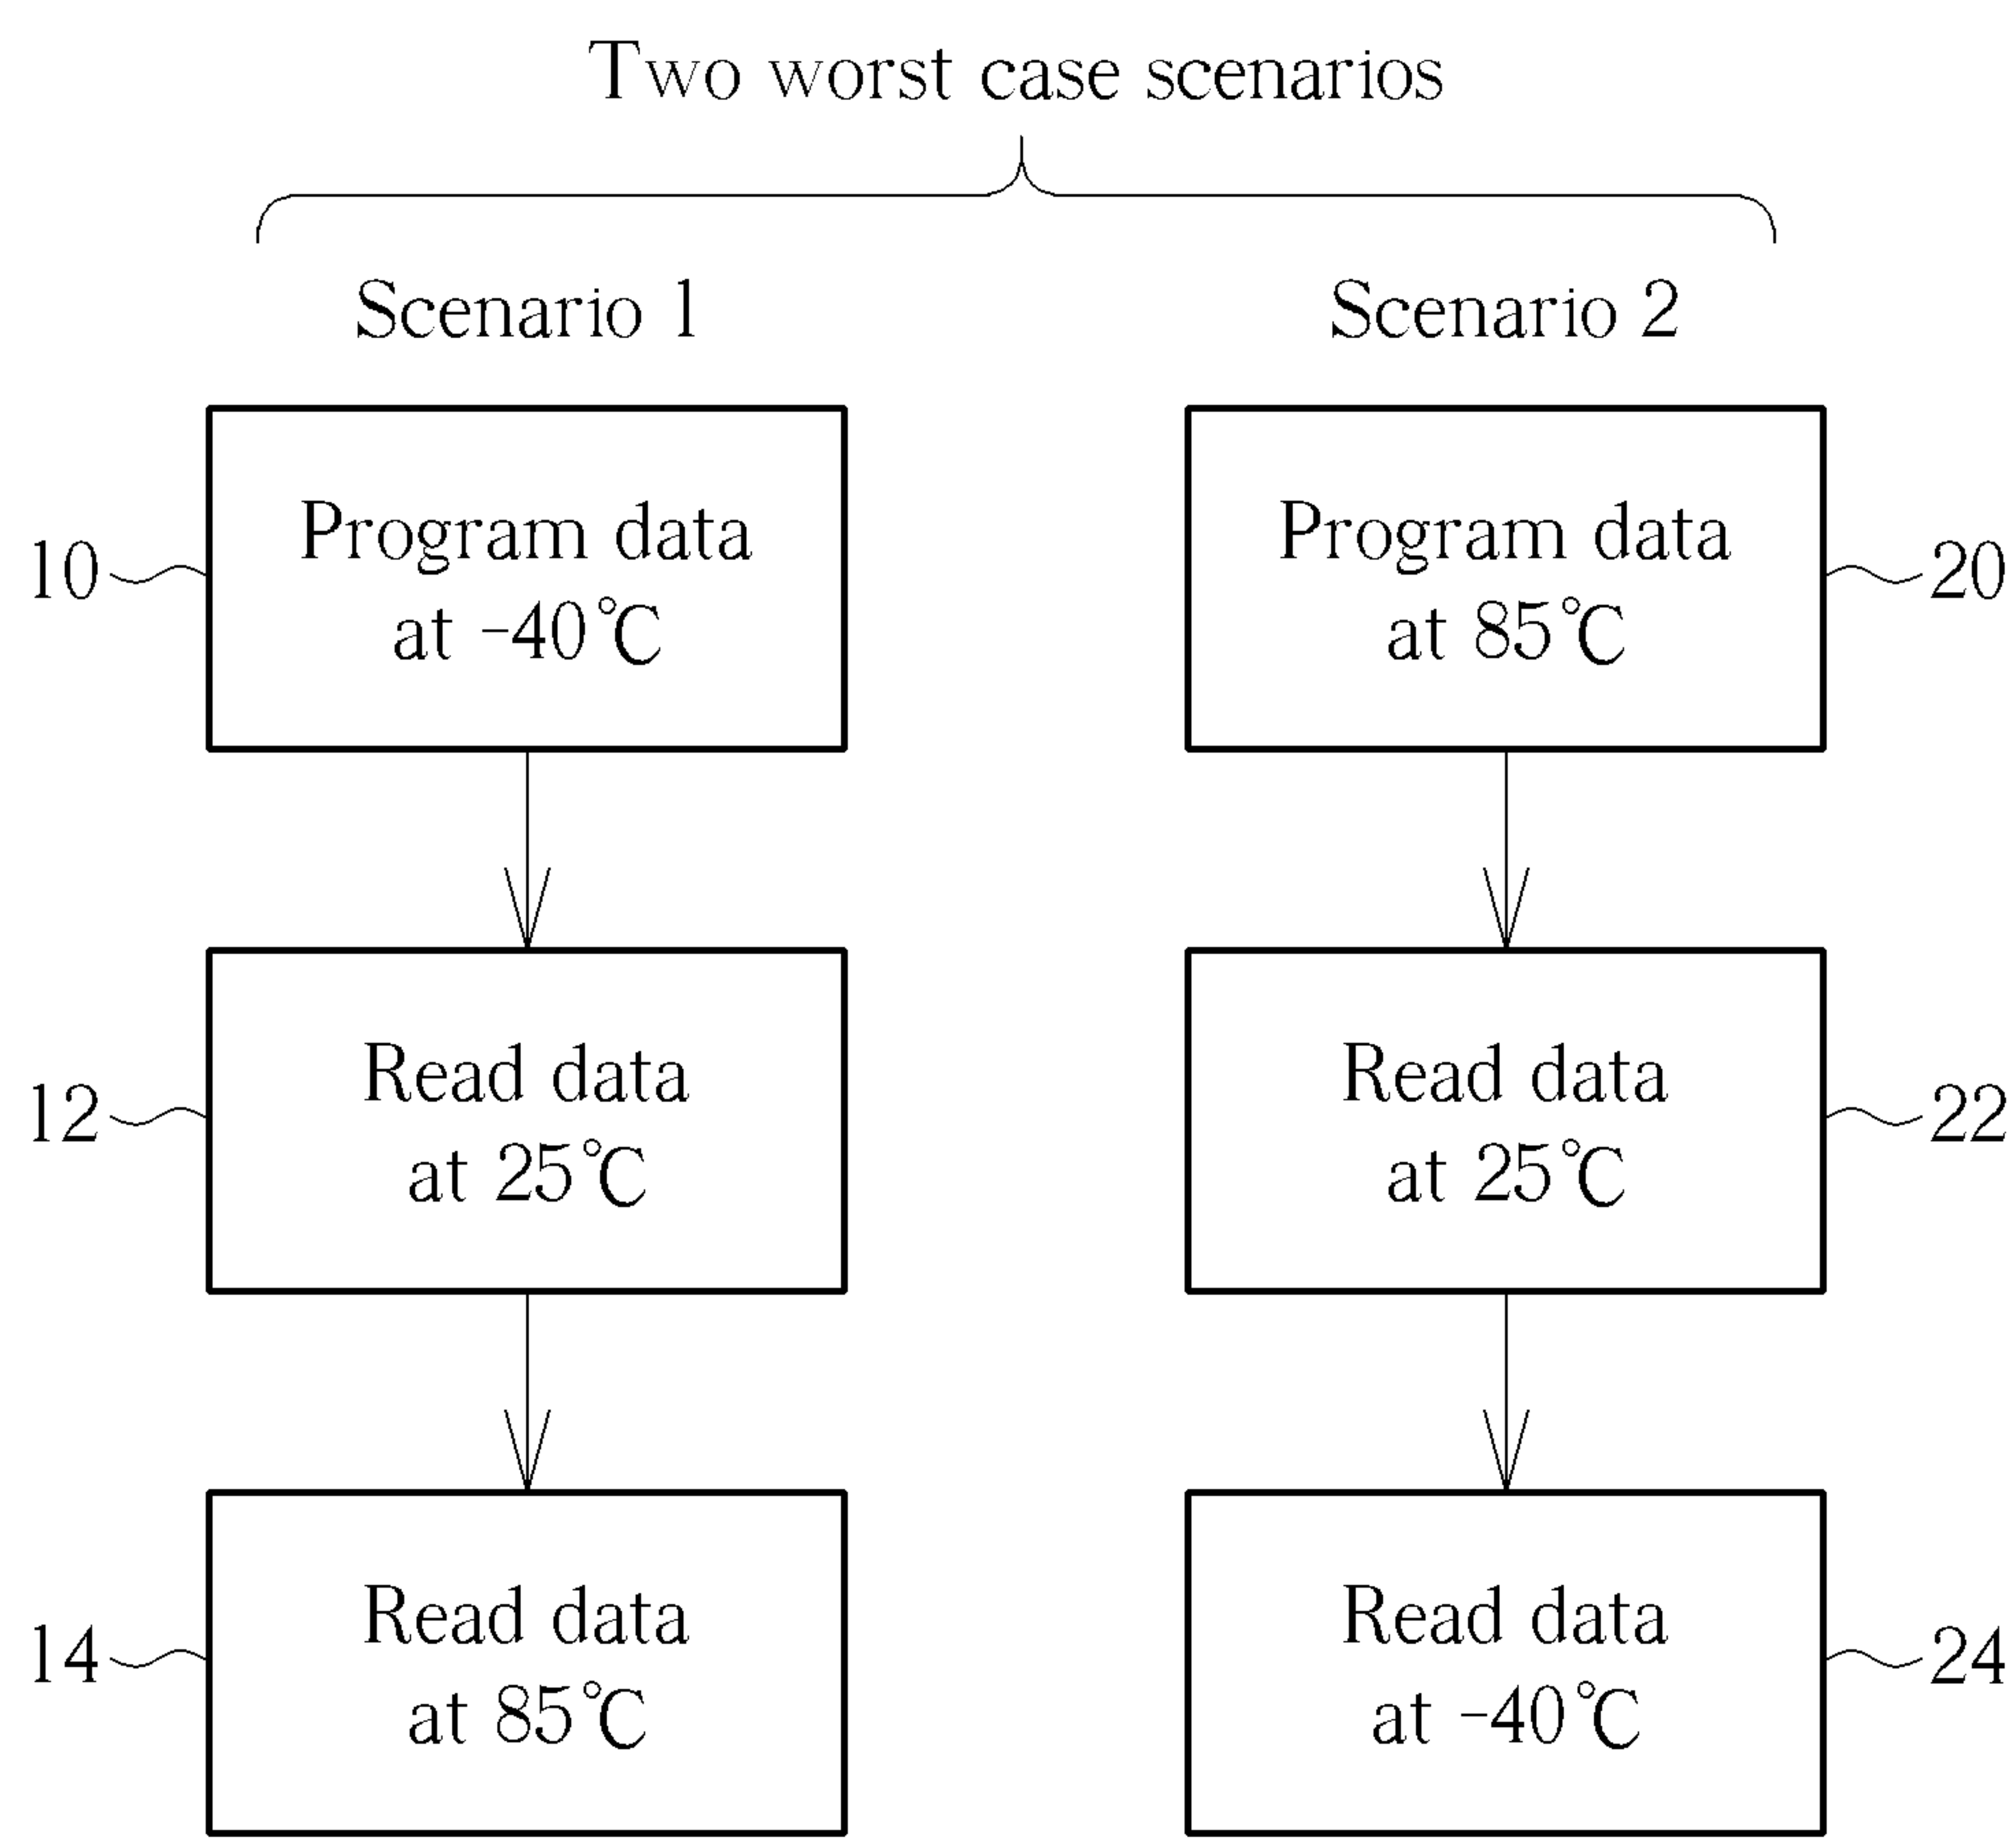 Two worst case scenarios
Scenario 1
Program data
at -40℃
10
Read data
at 25℃
12
Read data
at 85℃
14
Scenario 2
Program data
at 85℃
20
Read data
at 25℃
22
Read data
at -40℃
24